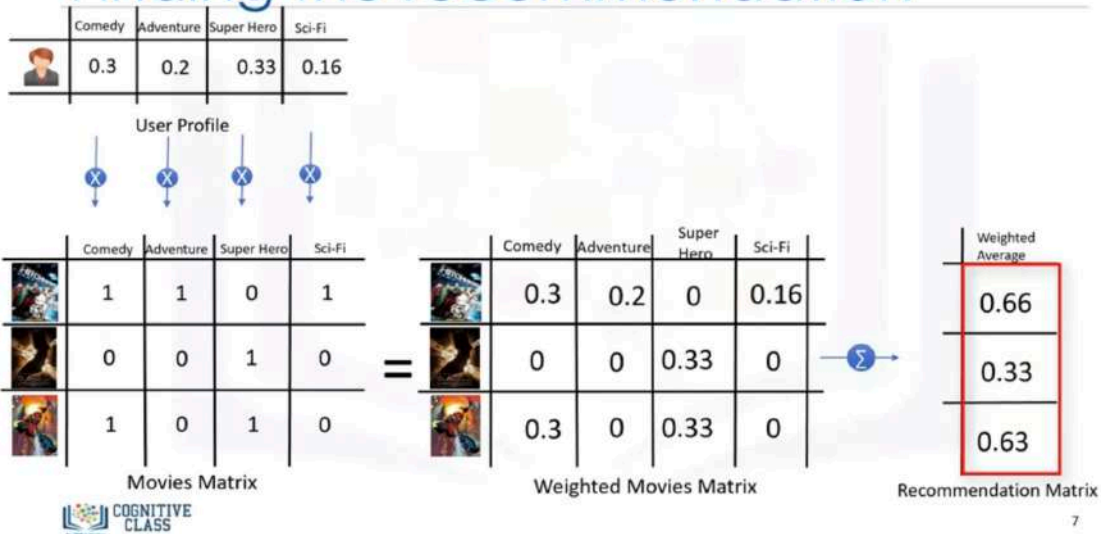 Comedy Adventure Super Hero Sci-Fi
0.3 0.2 0.33 0.16
User Profile
X X X X
Comedy Adventure Super Hero Sci-Fi
1 1 0 1
0 0 1 0
1 0 1 0
Movies Matrix
=
Comedy Adventure Super Hero Sci-Fi
0.3 0.2 0 0.16
0 0 0.33 0
0.3 0 0.33 0
Weighted Movies Matrix
Σ
Weighted
Average
0.66
0.33
0.63
Recommendation Matrix
COGNITIVE
CLASS
7